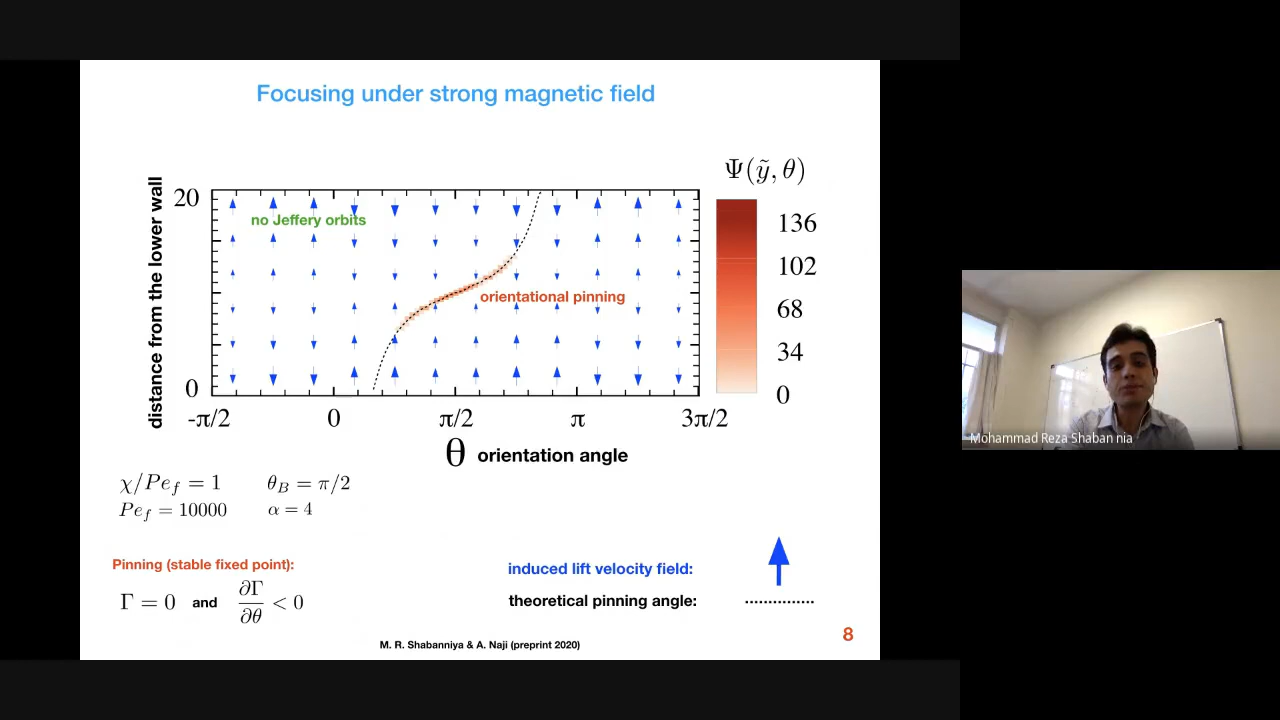 Focusing under strong magnetic field
Ψ(ỹ, θ)
distance from the lower wall
20
0
no Jeffery orbits
orientational pinning
136
102
68
34
0
-π/2
0
π/2
π
3π/2
θ orientation angle
χ/Pe_f = 1
θ_B = π/2
Pe_f = 10000
α = 4
Pinning (stable fixed point):
Γ = 0 and ∂Γ/∂θ < 0
induced lift velocity field:
theoretical pinning angle:
M. R. Shabanniya & A. Naji (preprint 2020)
8
Mohammad Reza Shaban nia